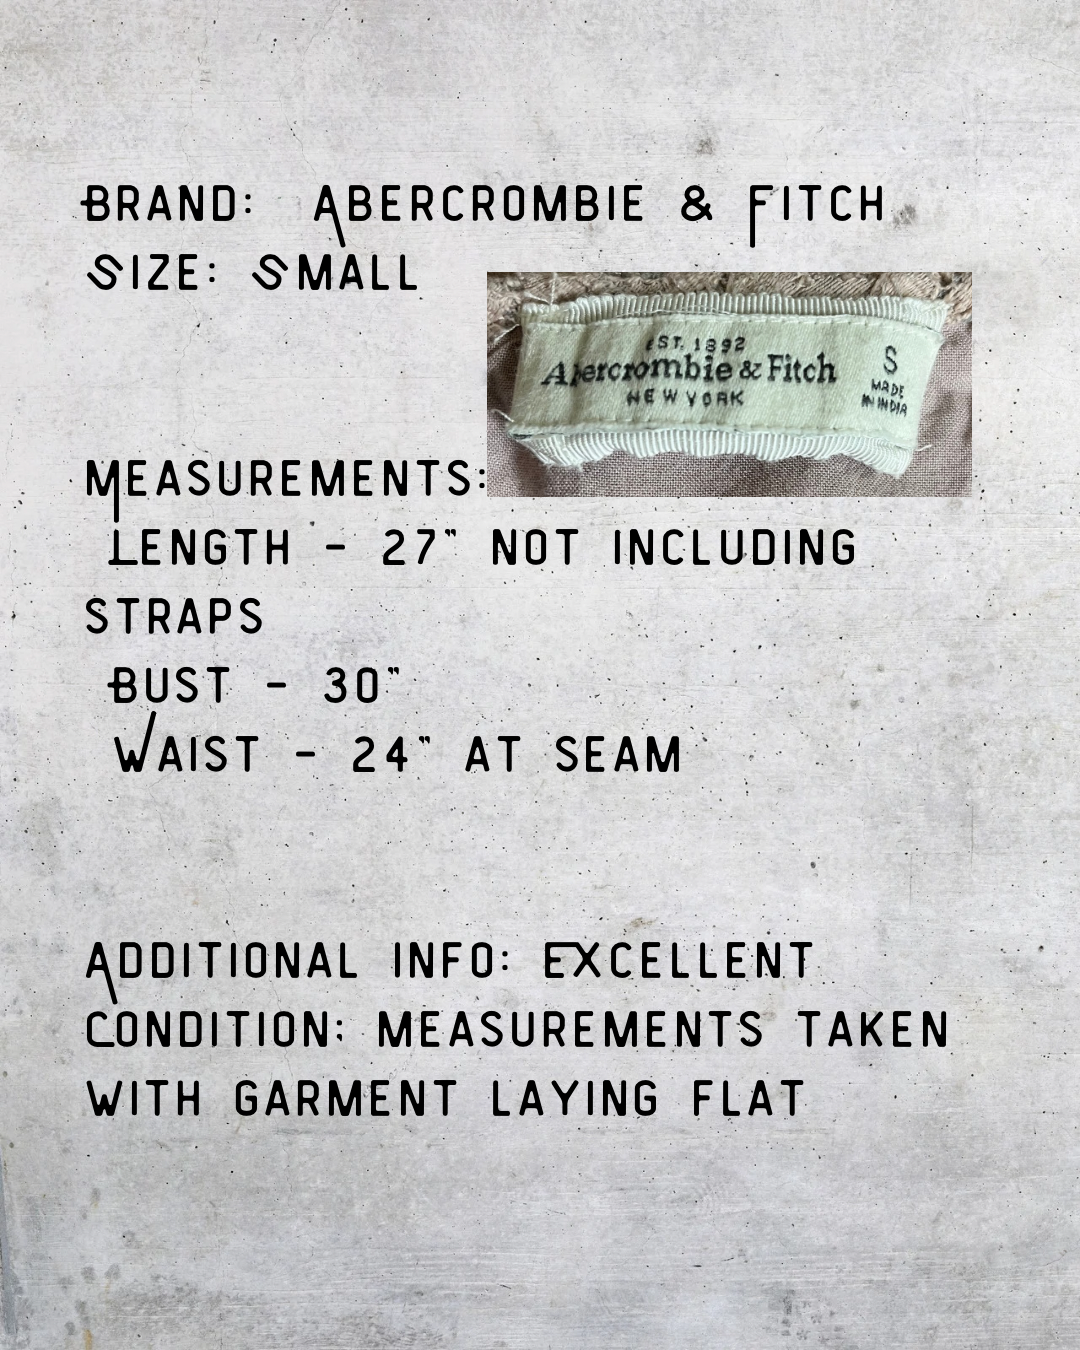 Brand: Abercrombie & Fitch
Size: Small
EST. 1892
Abercrombie & Fitch
NEW YORK
S
MADE
IN INDIA
Measurements:
Length - 27" not including
straps
Bust - 30"
Waist - 24" at seam
Additional info: Excellent
Condition; measurements taken
with garment laying flat